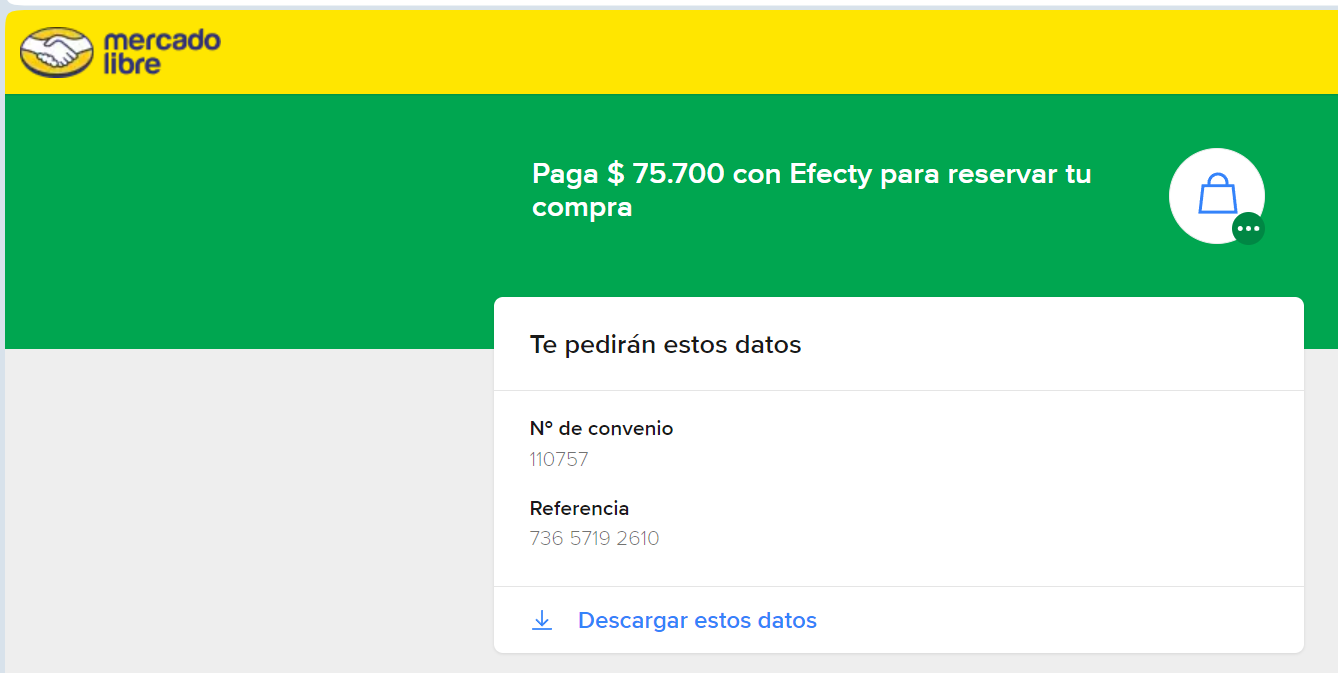 mercado
libre
Paga $ 75.700 con Efecty para reservar tu
compra
Te pedirán estos datos
Nº de convenio
110757
Referencia
736 5719 2610
Descargar estos datos